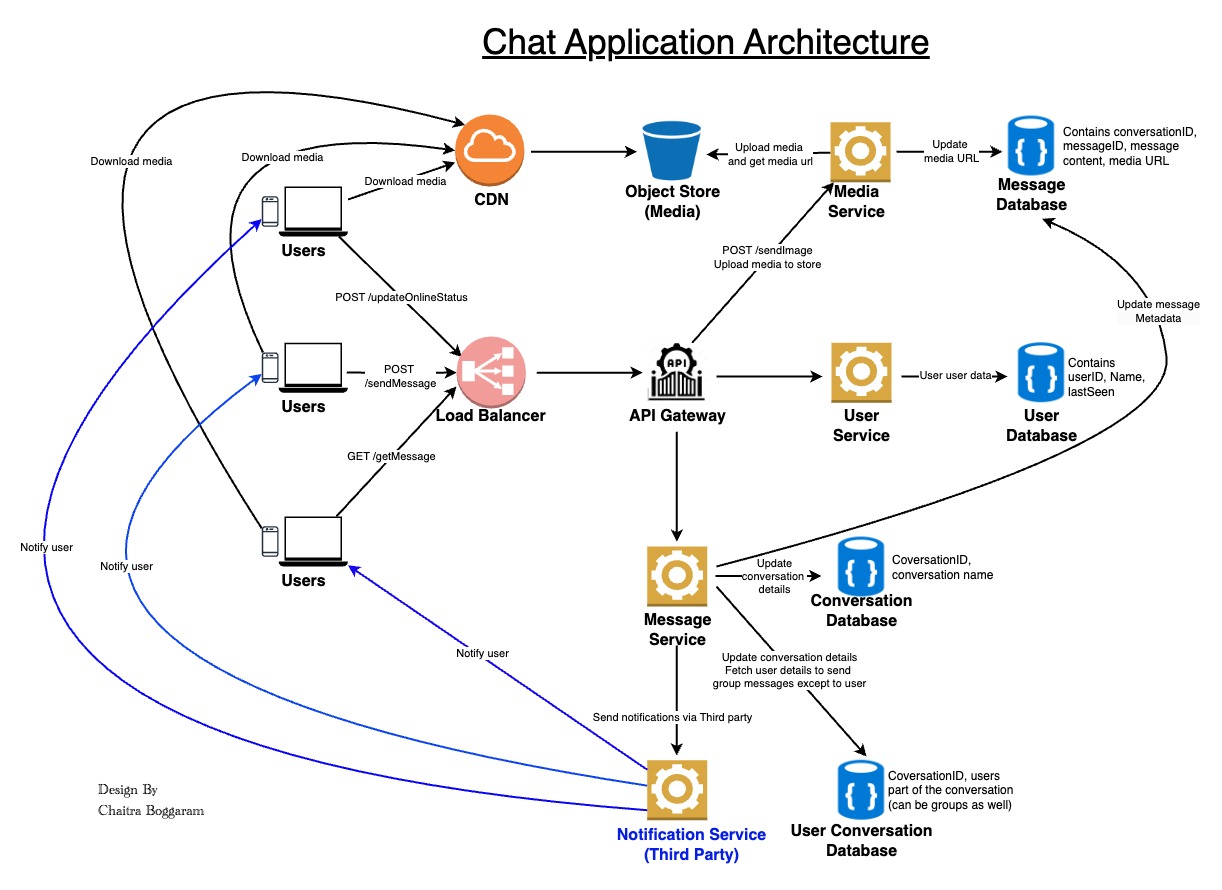 Chat Application Architecture
Download media
Download media
Download media
CDN
Object Store
(Media)
Upload media
and get media url
Media
Service
Update
media URL
Message
Database
Contains conversationID,
messageID, message
content, media URL
Users
POST /updateOnlineStatus
POST /sendImage
Upload media to store
Update message
Metadata
Users
POST
/sendMessage
Load Balancer
API
API Gateway
User
Service
User user data
User
Database
Contains
userID, Name,
lastSeen
GET /getMessage
Users
Notify user
Notify user
Notify user
Message
Service
Update
conversation
details
Conversation
Database
CoversationID,
conversation name
Update conversation details
Fetch user details to send
group messages except to user
Send notifications via Third party
Notification Service
(Third Party)
User Conversation
Database
CoversationID, users
part of the conversation
(can be groups as well)
Design By
Chaitra Boggaram